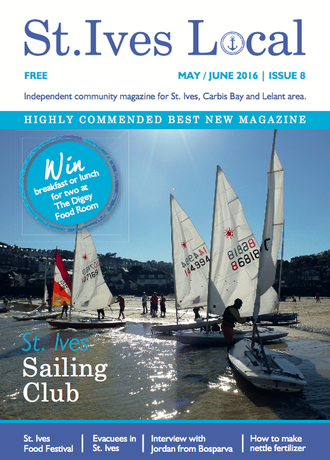 St.Ives Local
FREE
MAY / JUNE 2016 | ISSUE 8
Independent community magazine for St. Ives, Carbis Bay and Lelant area.
HIGHLY COMMENDED BEST NEW MAGAZINE
Win
breakfast or lunch
for two at
'The Digey
Food Room
St. Ives
Sailing
Club
St. Ives
Food Festival
Evacuees in
St. Ives
Interview with
Jordan from Bosparva
How to make
nettle fertilizer